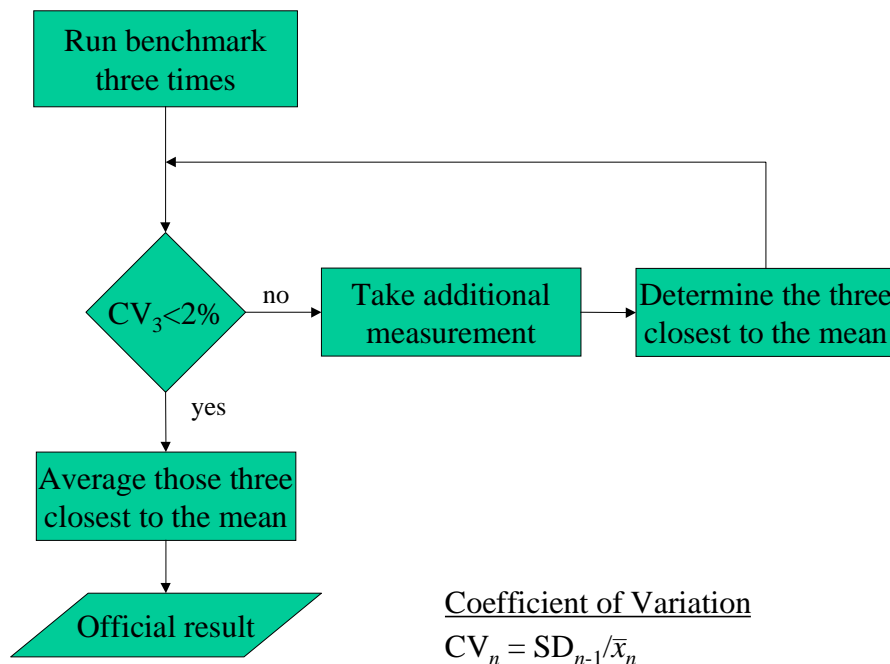 Run benchmark
three times
CV₃<2%
no
Take additional
measurement
Determine the three
closest to the mean
yes
Average those three
closest to the mean
Official result
Coefficient of Variation
CVₙ = SDₙ₋₁/x̄ₙ